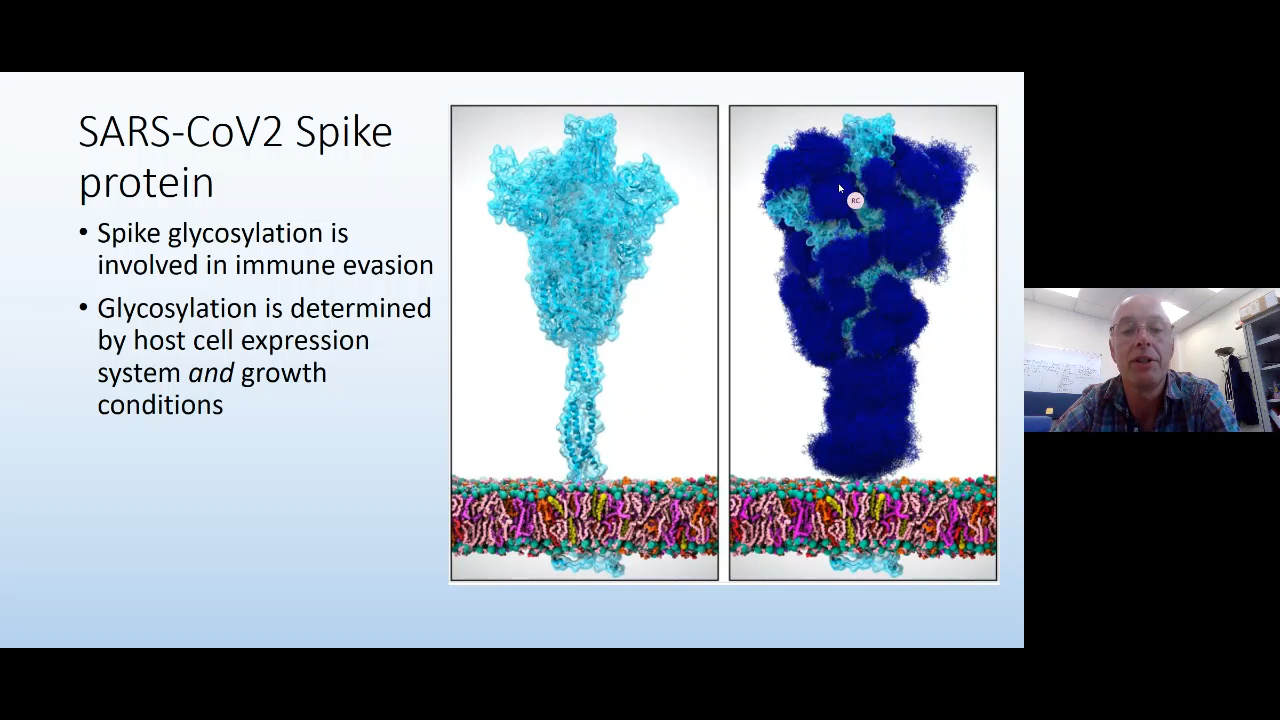 SARS-CoV2 Spike
protein
• Spike glycosylation is
involved in immune evasion
• Glycosylation is determined
by host cell expression
system and growth
conditions
RC